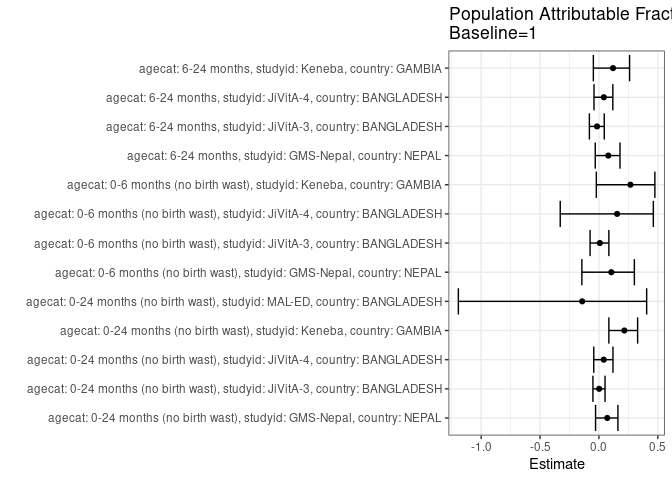 Population Attributable Fract
Baseline=1
agecat: 6-24 months, studyid: Keneba, country: GAMBIA
agecat: 6-24 months, studyid: JiVitA-4, country: BANGLADESH
agecat: 6-24 months, studyid: JiVitA-3, country: BANGLADESH
agecat: 6-24 months, studyid: GMS-Nepal, country: NEPAL
agecat: 0-6 months (no birth wast), studyid: Keneba, country: GAMBIA
agecat: 0-6 months (no birth wast), studyid: JiVitA-4, country: BANGLADESH
agecat: 0-6 months (no birth wast), studyid: JiVitA-3, country: BANGLADESH
agecat: 0-6 months (no birth wast), studyid: GMS-Nepal, country: NEPAL
agecat: 0-24 months (no birth wast), studyid: MAL-ED, country: BANGLADESH
agecat: 0-24 months (no birth wast), studyid: Keneba, country: GAMBIA
agecat: 0-24 months (no birth wast), studyid: JiVitA-4, country: BANGLADESH
agecat: 0-24 months (no birth wast), studyid: JiVitA-3, country: BANGLADESH
agecat: 0-24 months (no birth wast), studyid: GMS-Nepal, country: NEPAL
-1.0 -0.5 0.0 0.5
Estimate